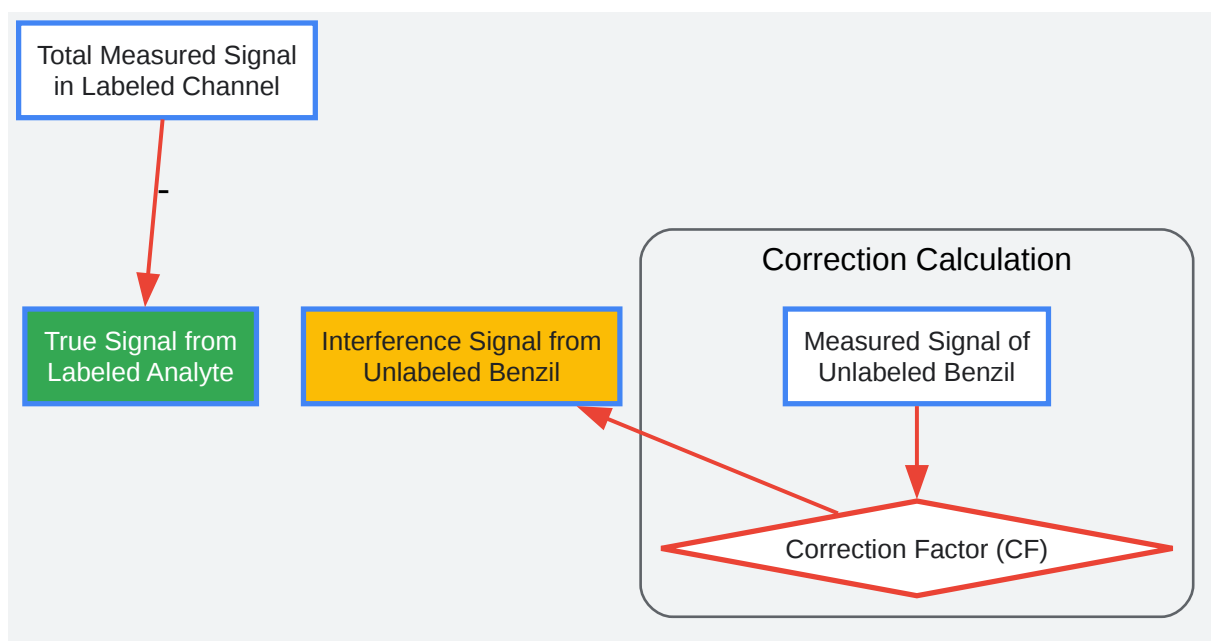 Total Measured Signal
in Labeled Channel
-
Correction Calculation
True Signal from
Labeled Analyte
Interference Signal from
Unlabeled Benzil
Measured Signal of
Unlabeled Benzil
Correction Factor (CF)